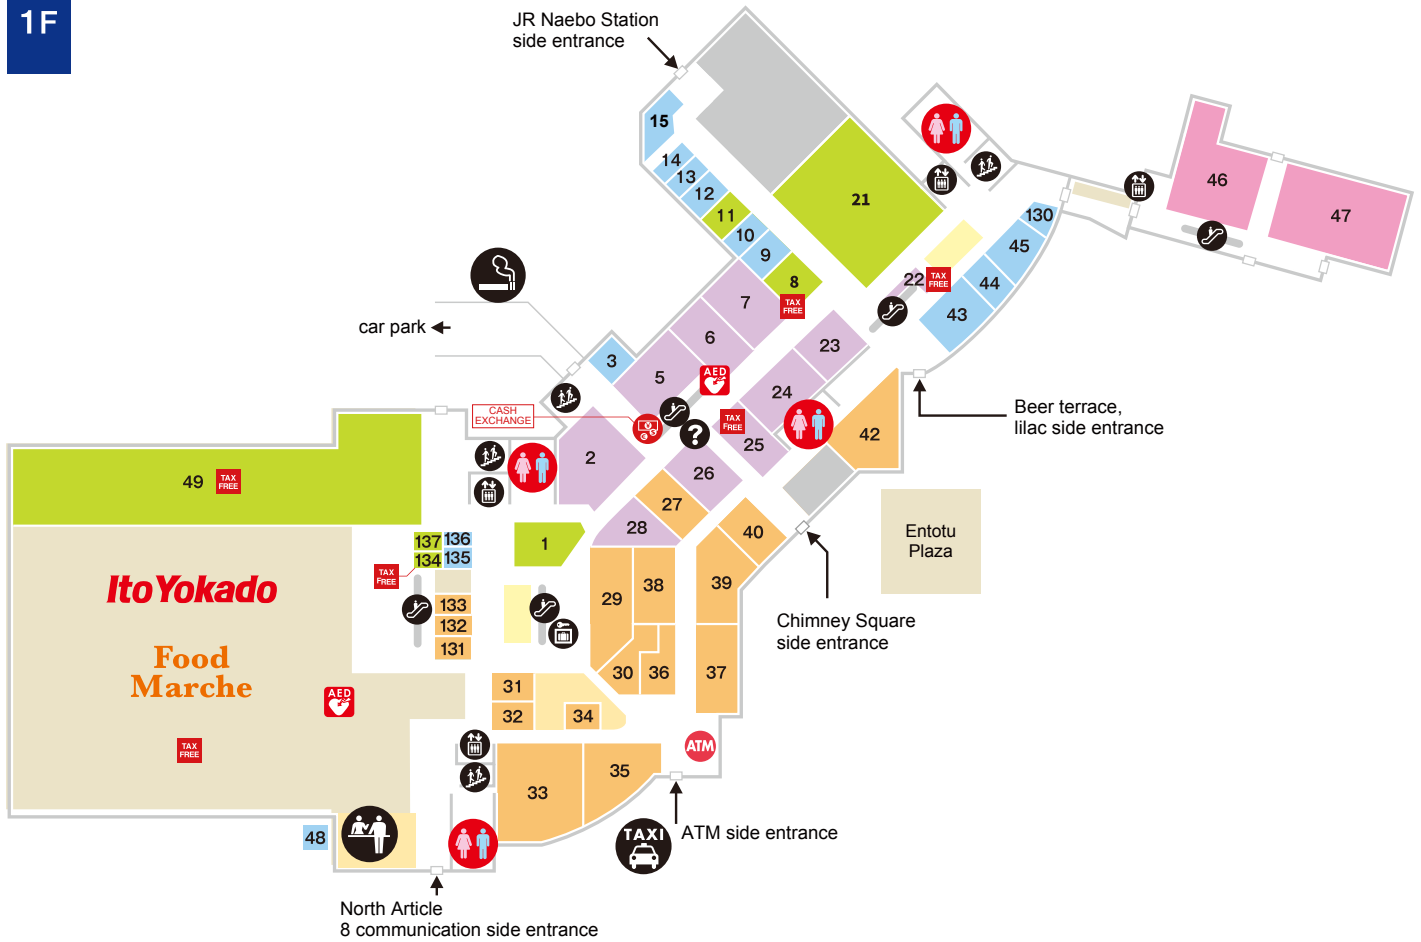 1F
JR Naebo Station
side entrance
15
14
13
12
11
10
9
8
TAX
FREE
7
6
5
3
2
21
22
TAX
FREE
130
45
44
43
46
47
23
24
25
TAX
FREE
26
27
28
AED
?
CASH
EXCHANGE
car park
42
Beer terrace,
lilac side entrance
Entotu
Plaza
40
39
38
37
36
29
30
Chimney Square
side entrance
49
TAX
FREE
137
136
134
135
TAX
FREE
133
132
131
1
ItoYokado
Food
Marche
AED
TAX
FREE
31
32
34
33
35
ATM
TAXI
ATM side entrance
48
North Article
8 communication side entrance